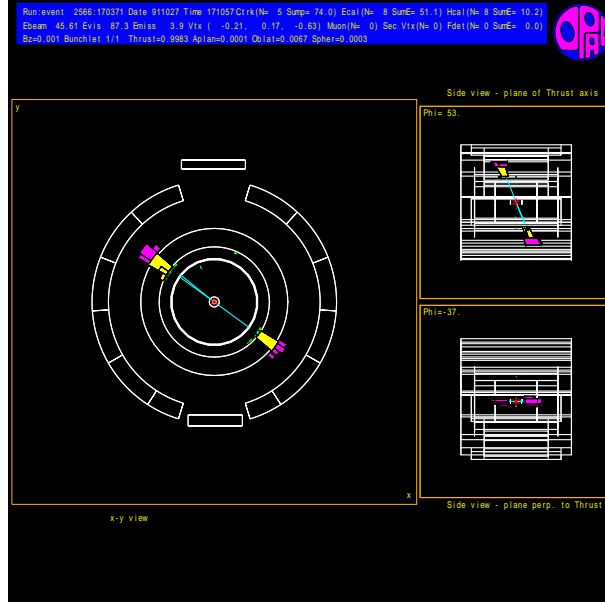 Run:event 2566:170371 Date 911027 Time 171057 Ctrk(N= 5 Sump= 74.0) Ecal(N= 8 SumE= 51.1) Hcal(N= 8 SumE= 10.2)
Ebeam 45.61 Evis 87.3 Emiss 3.9 Vtx ( -0.21, 0.17, -0.63) Muon(N= 0) Sec Vtx(N= 0) Fdet(N= 0 SumE= 0.0)
Bz=0.001 Bunchlet 1/1 Thrust=0.9983 Aplan=0.0001 Oblat=0.0067 Spher=0.0003
OPAL
Side view - plane of Thrust axis
y
Phi= 53.
Phi=-37.
x
Side view - plane perp. to Thrust
x-y view